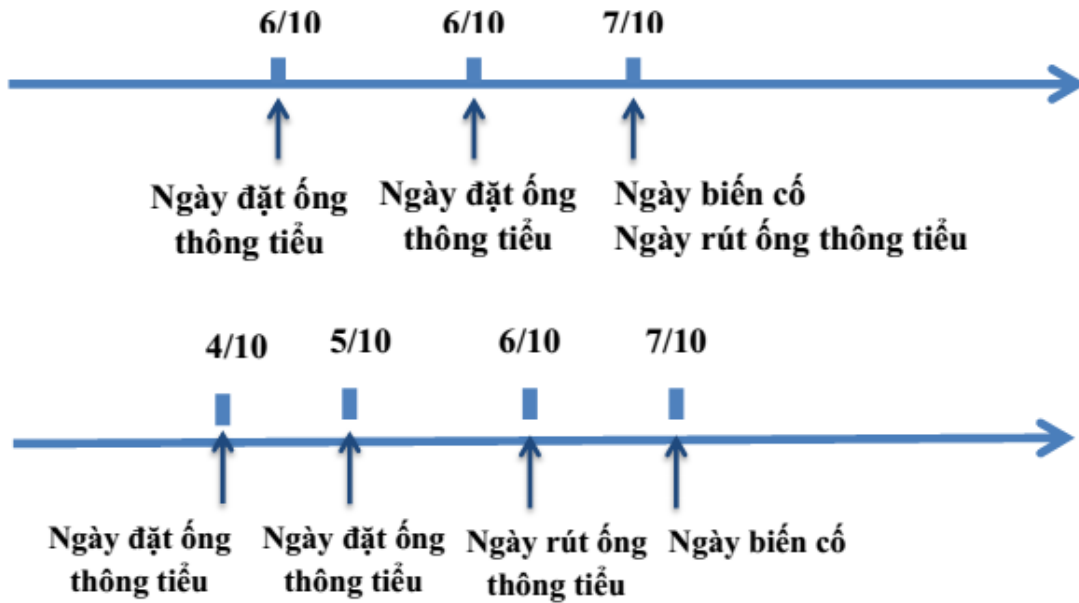 6/10 6/10 7/10
Ngày đặt ống Ngày đặt ống Ngày biến cố
thông tiểu thông tiểu Ngày rút ống thông tiểu
4/10 5/10 6/10 7/10
Ngày đặt ống Ngày đặt ống Ngày rút ống Ngày biến cố
thông tiểu thông tiểu thông tiểu